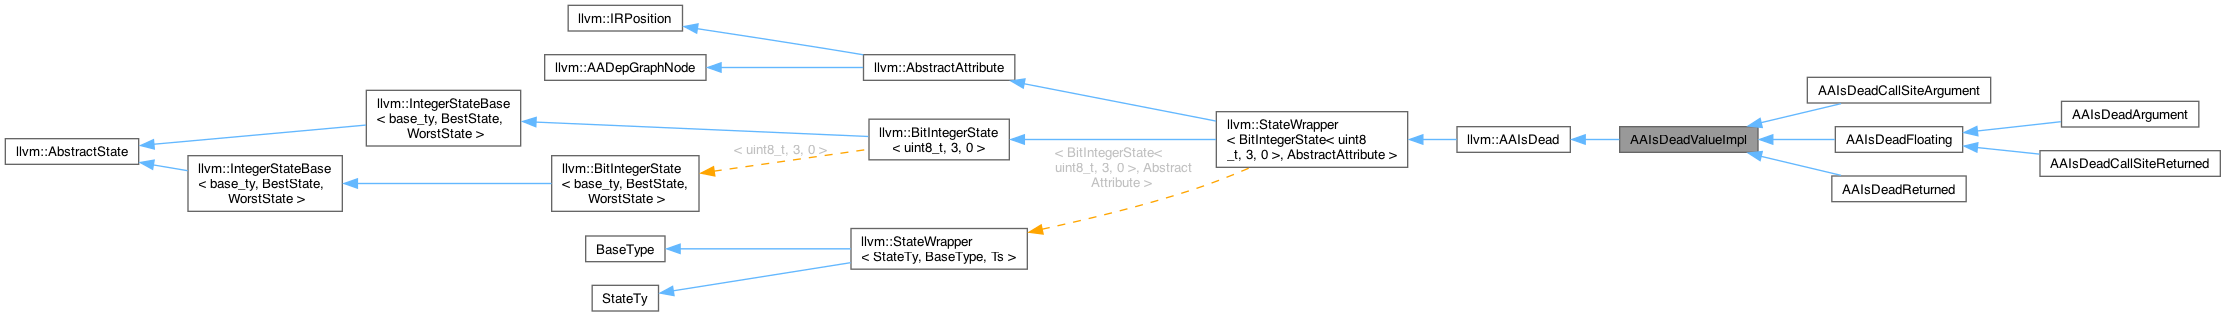 llvm::IRPosition
llvm::AADepGraphNode
llvm::AbstractAttribute
llvm::IntegerStateBase
< base_ty, BestState,
WorstState >
llvm::AbstractState
llvm::IntegerStateBase
< base_ty, BestState,
WorstState >
llvm::BitIntegerState
< base_ty, BestState,
WorstState >
< uint8_t, 3, 0 >
llvm::BitIntegerState
< uint8_t, 3, 0 >
< BitIntegerState<
uint8_t, 3, 0 >, Abstract
Attribute >
llvm::StateWrapper
< BitIntegerState< uint8
_t, 3, 0 >, AbstractAttribute >
llvm::AAIsDead
AAIsDeadValueImpl
AAIsDeadCallSiteArgument
AAIsDeadFloating
AAIsDeadReturned
AAIsDeadArgument
AAIsDeadCallSiteReturned
BaseType
StateTy
llvm::StateWrapper
< StateTy, BaseType, Ts >